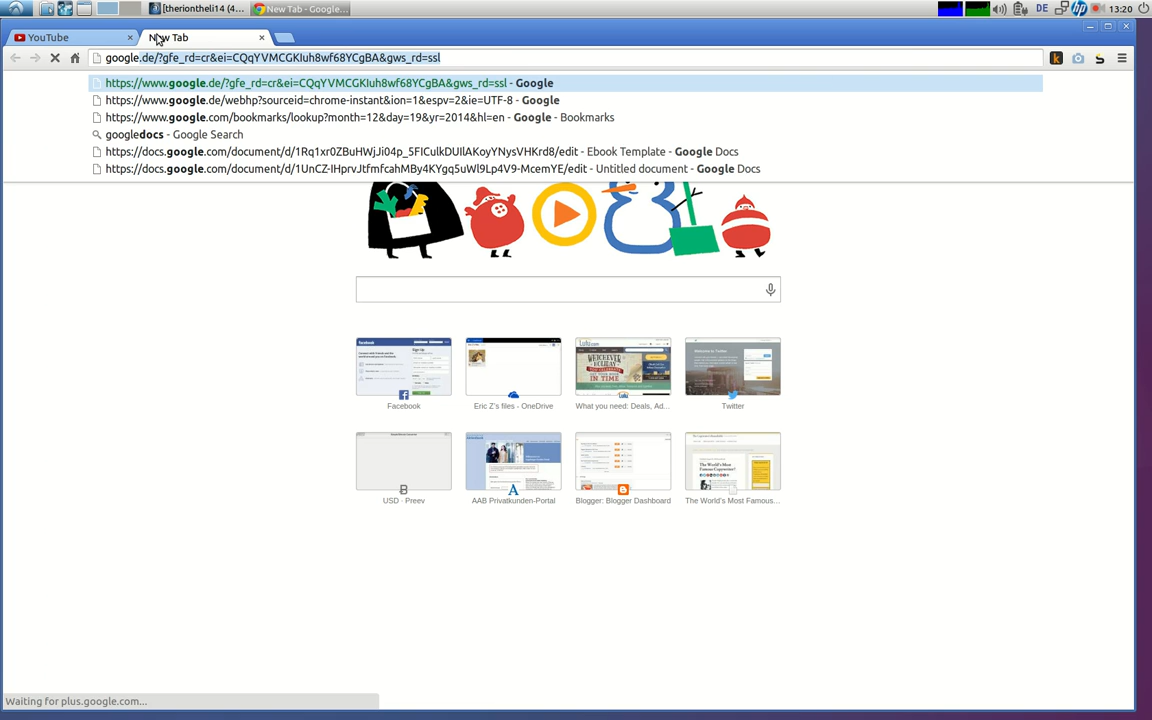 [theriontheli14 (4...
New Tab - Google...
DE
13:20
YouTube
New Tab
google.de/?gfe_rd=cr&ei=CQqYVMCGKIuh8wf68YCgBA&gws_rd=ssl
https://www.google.de/?gfe_rd=cr&ei=CQqYVMCGKIuh8wf68YCgBA&gws_rd=ssl - Google
https://www.google.de/webhp?sourceid=chrome-instant&ion=1&espv=2&ie=UTF-8 - Google
https://www.google.com/bookmarks/lookup?month=12&day=19&yr=2014&hl=en - Google - Bookmarks
googledocs - Google Search
https://docs.google.com/document/d/1Rq1xr0ZBuHWJji04p_5FICulkDUIlAKoyYNysVHKrd8/edit - Ebook Template - Google Docs
https://docs.google.com/document/d/1UnCZ-IHprvJtfmfcahMBy4KYgq5uWl9Lp4V9-McemYE/edit - Untitled document - Google Docs
Facebook
Eric Z's files - OneDrive
What you need: Deals, Ad...
Twitter
USD · Preev
AAB Privatkunden-Portal
Blogger: Blogger Dashboard
The World's Most Famous...
Waiting for plus.google.com...